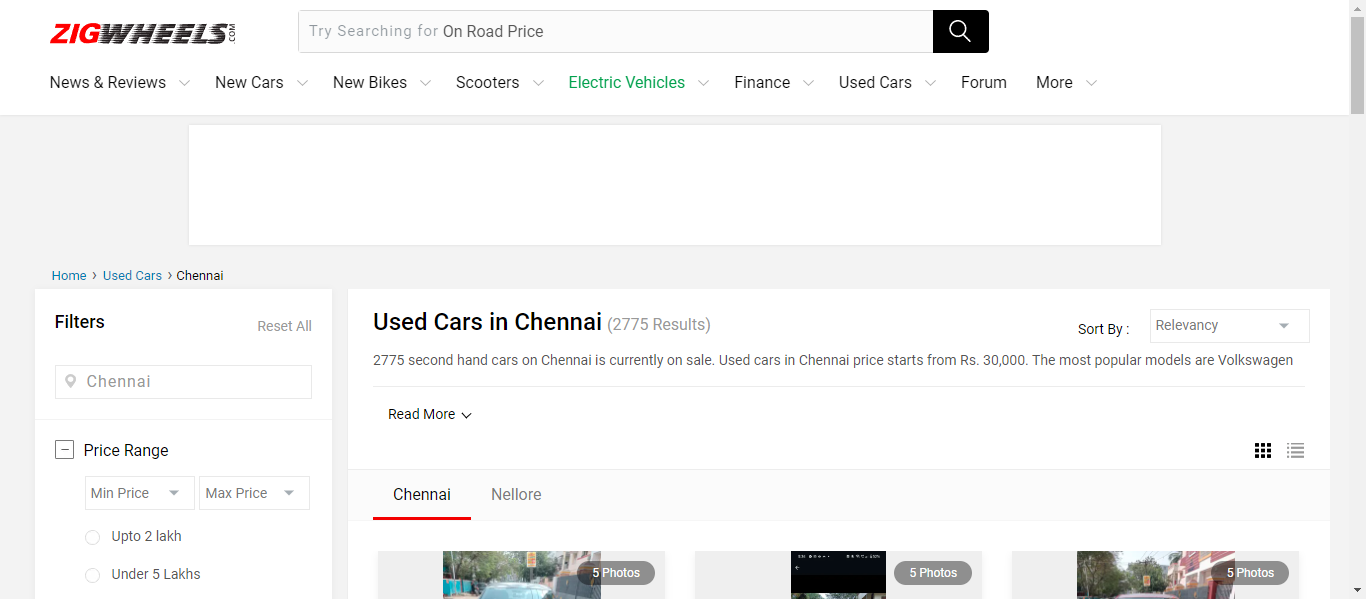 ZIGWHEELS.COM
Try Searching for On Road Price
News & Reviews New Cars New Bikes Scooters Electric Vehicles Finance Used Cars Forum More
Home › Used Cars › Chennai
Filters
Reset All
Chennai
Price Range
Min Price Max Price
Upto 2 lakh
Under 5 Lakhs
Used Cars in Chennai (2775 Results)
Sort By : Relevancy
2775 second hand cars on Chennai is currently on sale. Used cars in Chennai price starts from Rs. 30,000. The most popular models are Volkswagen
Read More
Chennai Nellore
5 Photos 5 Photos 5 Photos